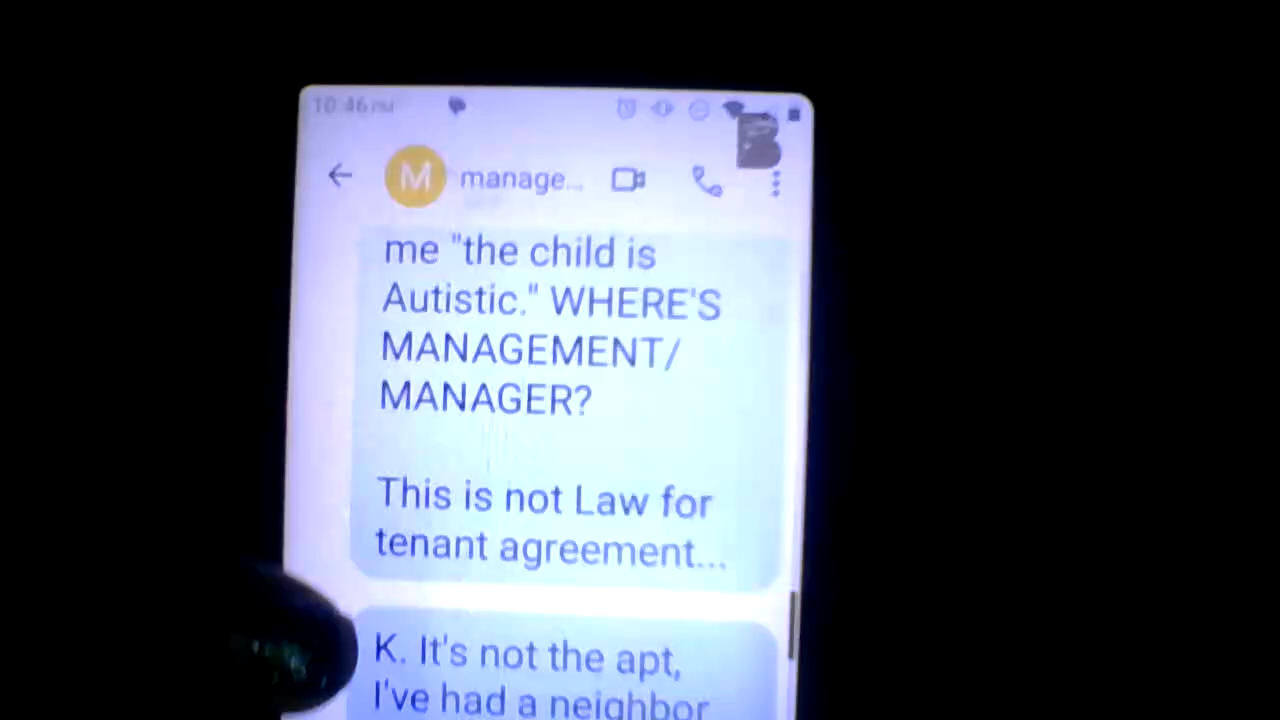 10:46 PM
M manage...
B
me "the child is
Autistic." WHERE'S
MANAGEMENT/
MANAGER?
This is not Law for
tenant agreement...
K. It's not the apt,
I've had a neighbor